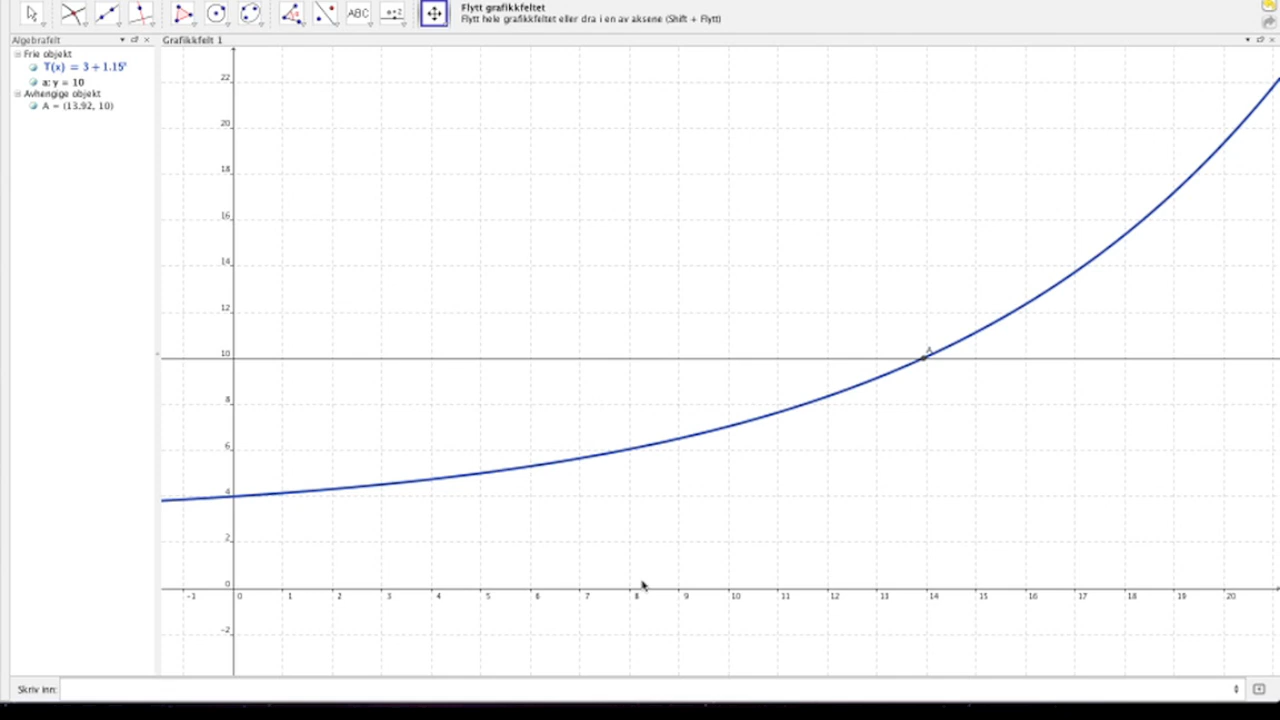 Flytt grafikkfeltet
Flytt hele grafikkfeltet eller dra i en av aksene (Shift + Flytt)
ABC
a=2
Algebrafelt
Grafikkfelt 1
Frie objekt
T(x) = 3 + 1.15ˣ
a: y = 10
Avhengige objekt
A = (13.92, 10)
22
20
18
16
14
12
10
8
6
4
2
0
-2
A
-1 0 1 2 3 4 5 6 7 8 9 10 11 12 13 14 15 16 17 18 19 20
Skriv inn: